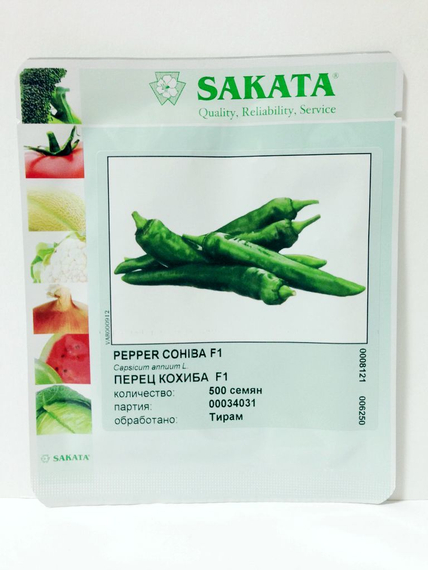 SAKATA®
Quality, Reliability, Service
VAR000912
PEPPER COHIBA F1
Capsicum annuum L.
ПЕРЕЦ КОХИБА F1
количество: 500 семян
партия: 00034031
обработано: Тирам
0008121 006250
SAKATA®